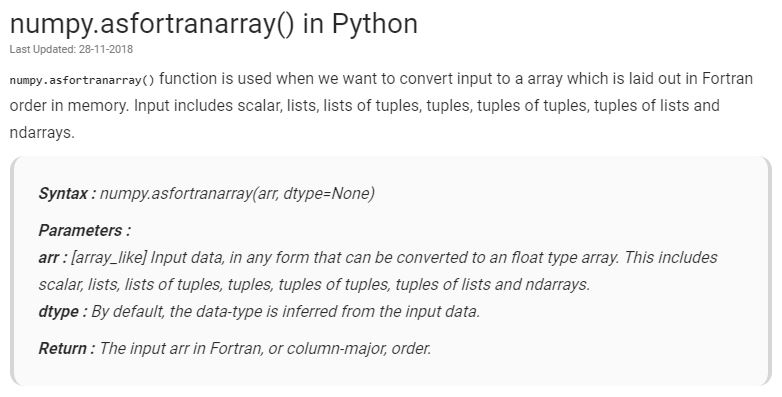 numpy.asfortranarray() in Python
Last Updated: 28-11-2018
numpy.asfortranarray() function is used when we want to convert input to a array which is laid out in Fortran
order in memory. Input includes scalar, lists, lists of tuples, tuples, tuples of tuples, tuples of lists and
ndarrays.
Syntax : numpy.asfortranarray(arr, dtype=None)
Parameters :
arr : [array_like] Input data, in any form that can be converted to an float type array. This includes
scalar, lists, lists of tuples, tuples, tuples of tuples, tuples of lists and ndarrays.
dtype : By default, the data-type is inferred from the input data.
Return : The input arr in Fortran, or column-major, order.